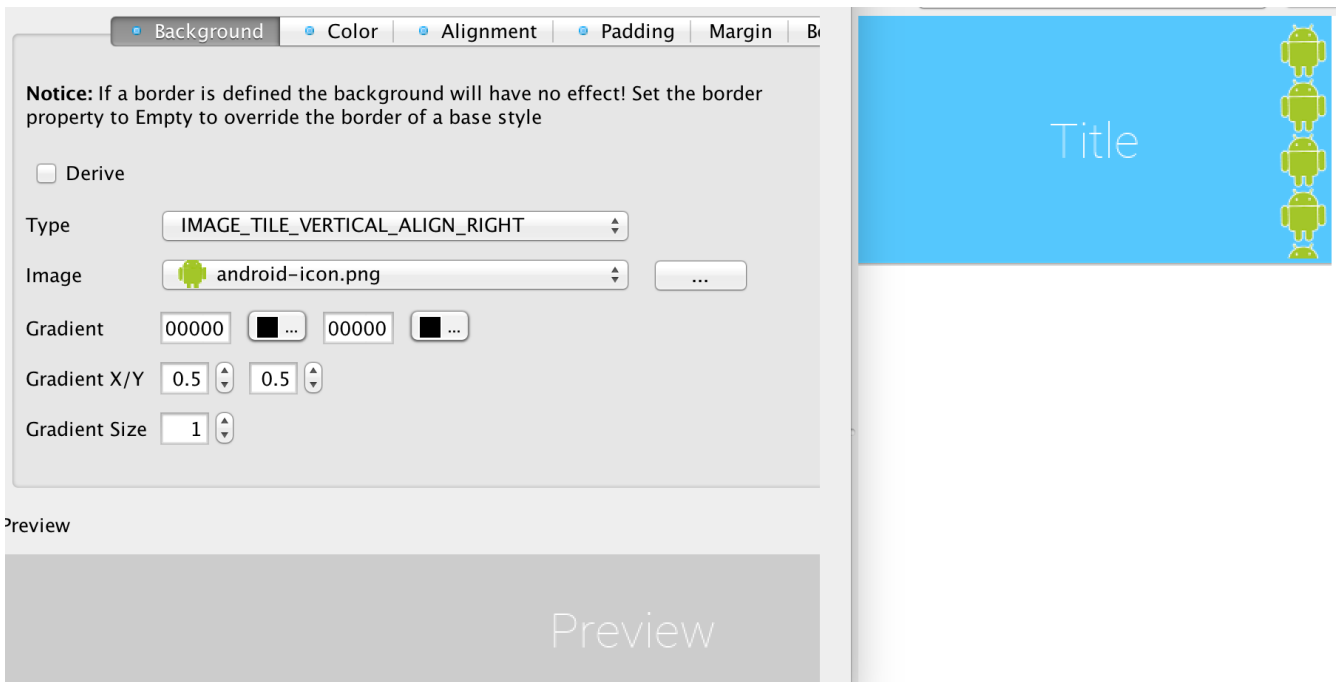 Background Color Alignment Padding Margin
Notice: If a border is defined the background will have no effect! Set the border
property to Empty to override the border of a base style
Derive
Type IMAGE_TILE_VERTICAL_ALIGN_RIGHT
Image android-icon.png ...
Gradient 00000 ... 00000 ...
Gradient X/Y 0.5 0.5
Gradient Size 1
Preview
Preview
Title